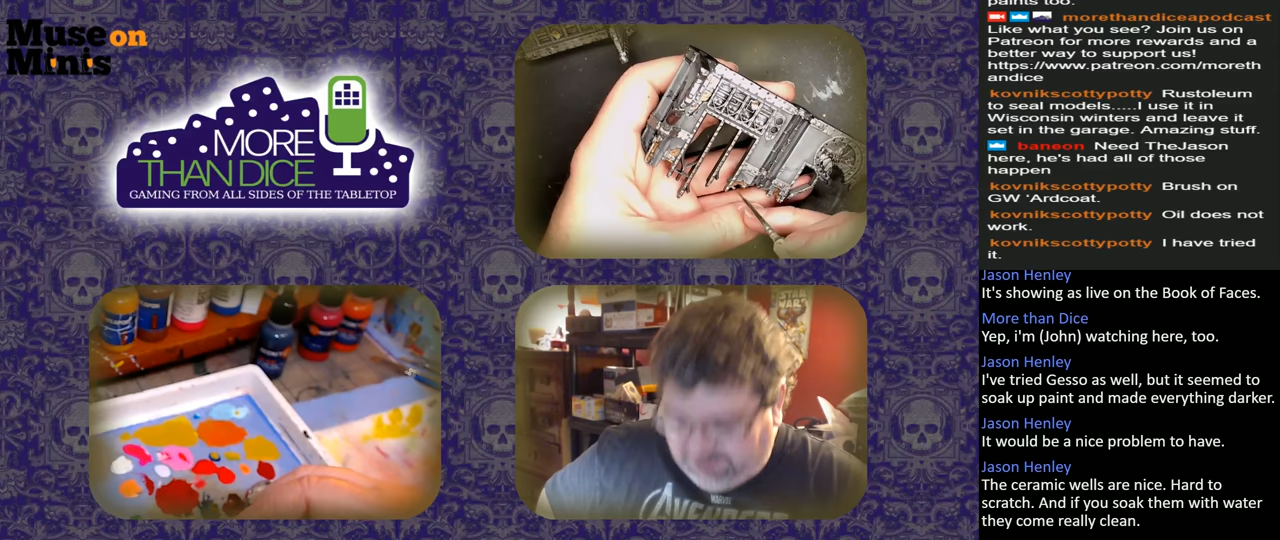 Muse on
Minis
MORE
THAN DICE
GAMING FROM ALL SIDES OF THE TABLETOP
STAR
WARS
MARVEL
AVENGERS
paints too.
morethandiceapodcast
Like what you see? Join us on
Patreon for more rewards and a
better way to support us!
https://www.patreon.com/moreth
andice
kovnikscottypotty Rustoleum
to seal models.....I use it in
Wisconsin winters and leave it
set in the garage. Amazing stuff.
baneon Need TheJason
here, he's had all of those
happen
kovnikscottypotty Brush on
GW 'Ardcoat.
kovnikscottypotty Oil does not
work.
kovnikscottypotty I have tried
it.
Jason Henley
It's showing as live on the Book of Faces.
More than Dice
Yep, i'm (John) watching here, too.
Jason Henley
I've tried Gesso as well, but it seemed to
soak up paint and made everything darker.
Jason Henley
It would be a nice problem to have.
Jason Henley
The ceramic wells are nice. Hard to
scratch. And if you soak them with water
they come really clean.